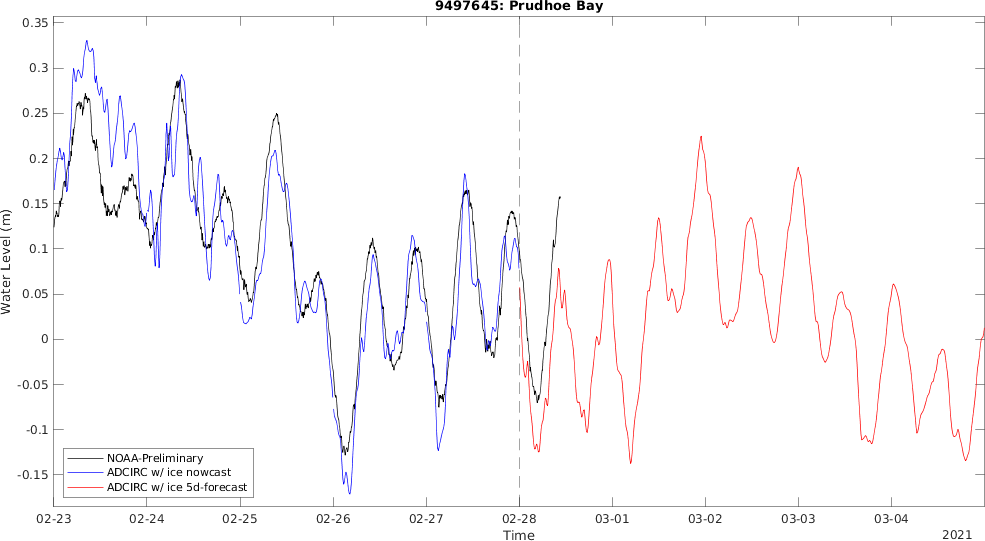 9497645: Prudhoe Bay
0.35
0.3
0.25
0.2
0.15
0.1
0.05
0
-0.05
-0.1
-0.15
Water Level (m)
NOAA-Preliminary
ADCIRC w/ ice nowcast
ADCIRC w/ ice 5d-forecast
02-23 02-24 02-25 02-26 02-27 02-28 03-01 03-02 03-03 03-04
Time
2021